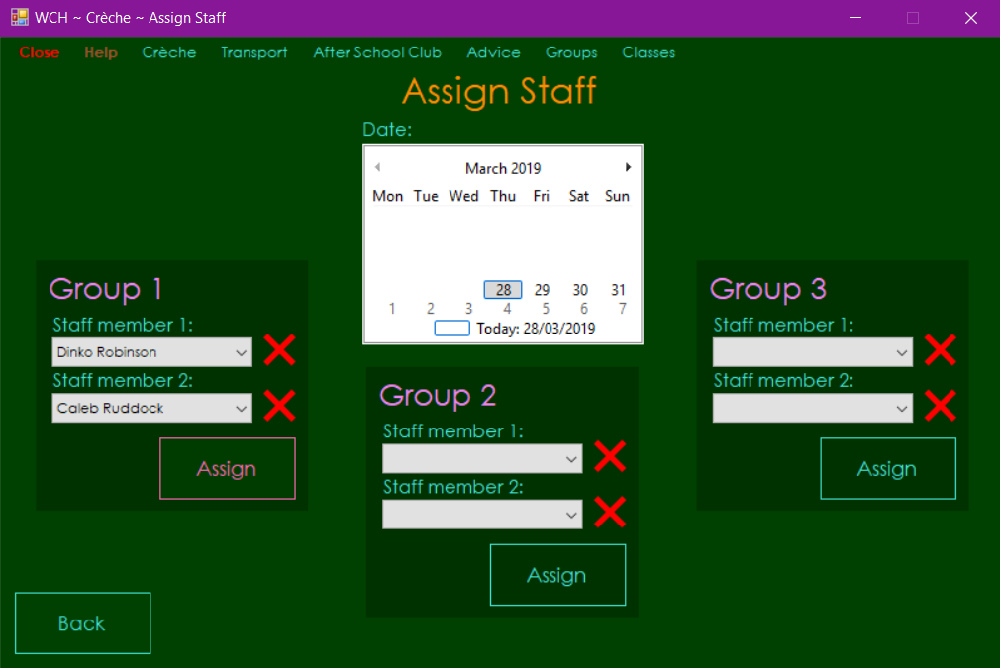 WCH ~ Crèche ~ Assign Staff
Close Help Crèche Transport After School Club Advice Groups Classes
Assign Staff
Date:
March 2019
Mon Tue Wed Thu Fri Sat Sun
28 29 30 31
1 2 3 4 5 6 7
Today: 28/03/2019
Group 1
Staff member 1:
Dinko Robinson
Staff member 2:
Caleb Ruddock
Assign
Group 2
Staff member 1:
Staff member 2:
Assign
Group 3
Staff member 1:
Staff member 2:
Assign
Back